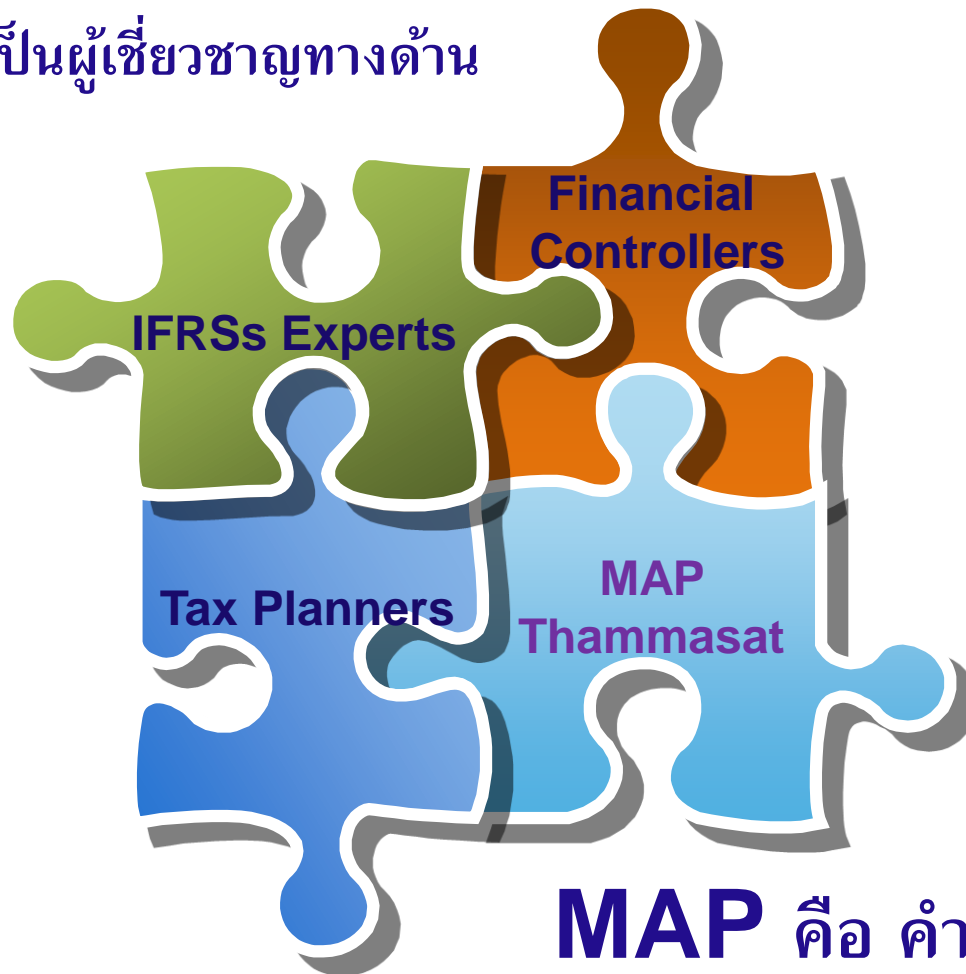 เป็นผู้เชี่ยวชาญทางด้าน
Financial
Controllers
IFRSs Experts
MAP
Thammasat
Tax Planners
MAP คือ คำ